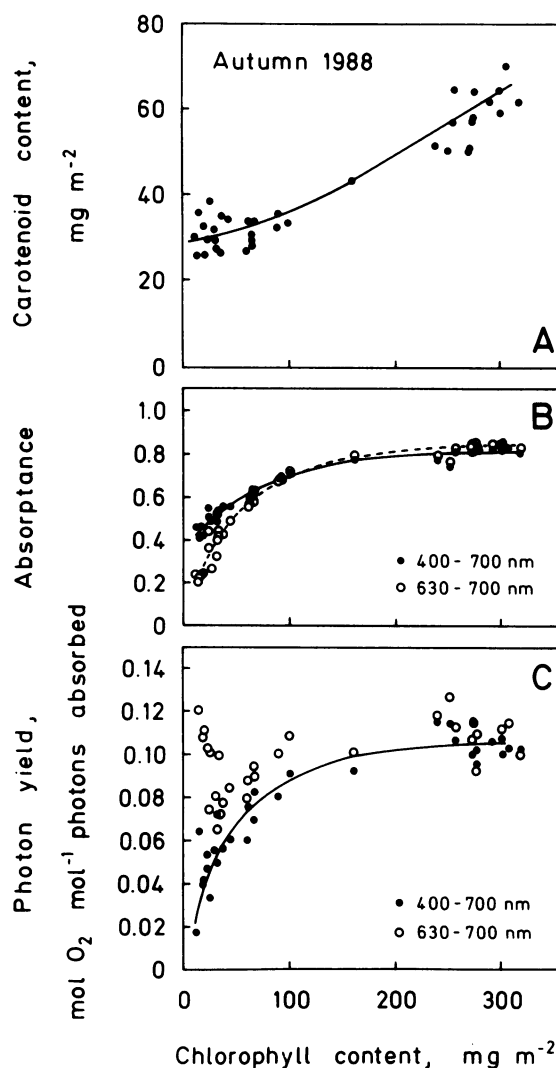 Autumn 1988
Carotenoid content,
mg m⁻²
80
60
40
20
0
A
Absorptance
1.0
0.8
0.6
0.4
0.2
0
B
400 - 700 nm
630 - 700 nm
Photon yield,
mol O₂ mol⁻¹ photons absorbed
0.14
0.12
0.10
0.08
0.06
0.04
0.02
0
C
400 - 700 nm
630 - 700 nm
0 100 200 300
Chlorophyll content, mg m⁻²